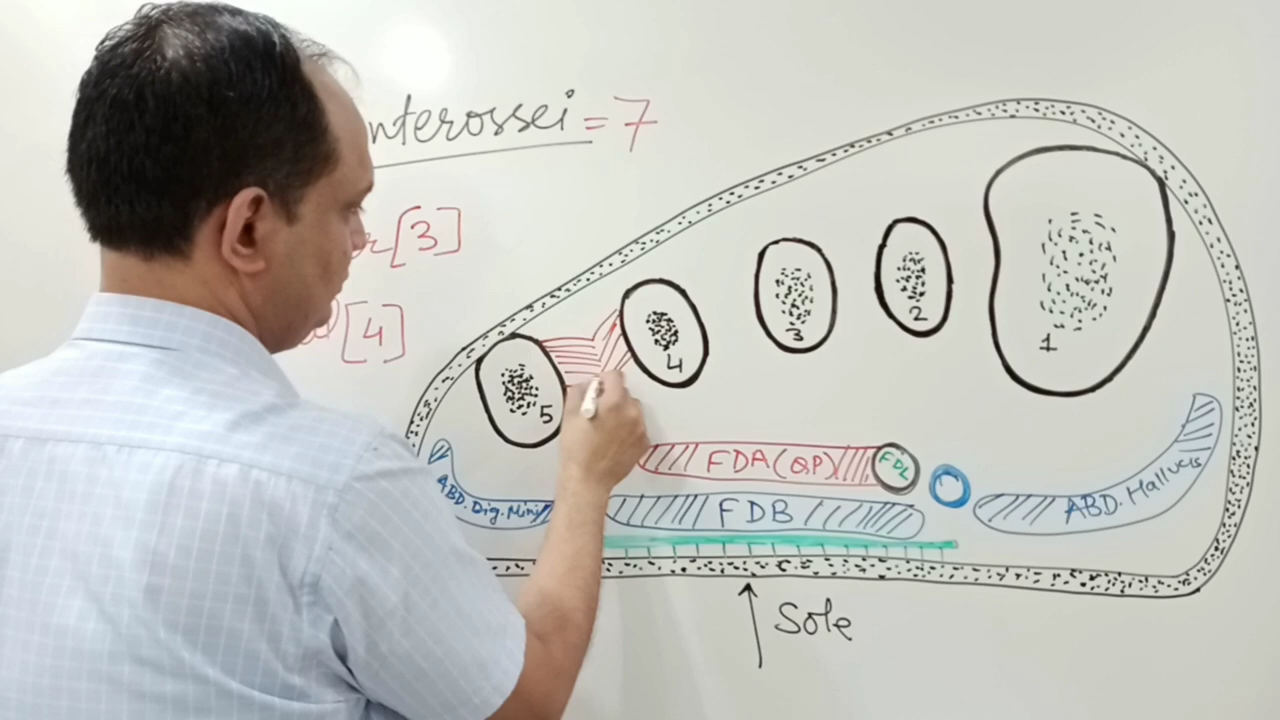 nterossei = 7
r [3]
[4]
1
2
3
4
5
FDA(QP)
FDL
ABD. Hallucis
ABD. Dig. Mini
FDB
Sole